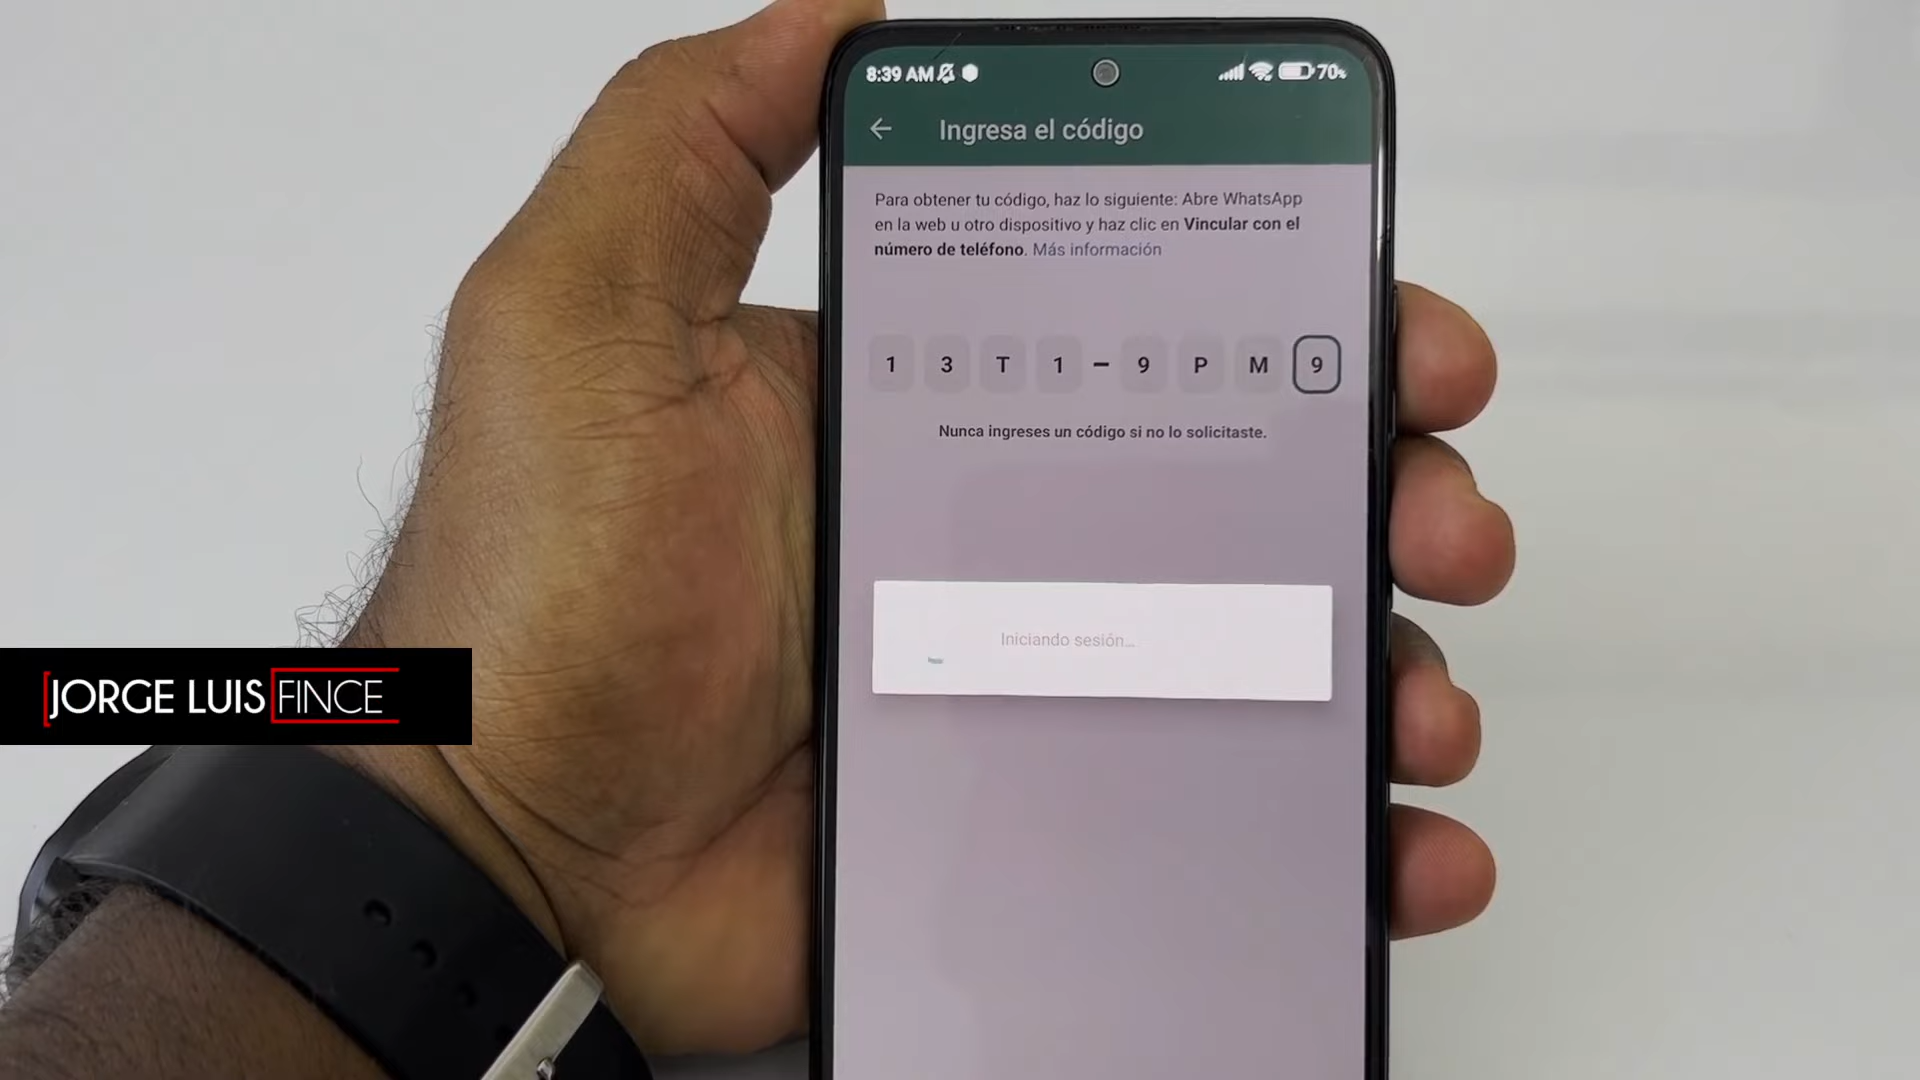 8:39 AM 70%
Ingresa el código
Para obtener tu código, haz lo siguiente: Abre WhatsApp
en la web u otro dispositivo y haz clic en Vincular con el
número de teléfono. Más información
1 3 T 1 – 9 P M 9
Nunca ingreses un código si no lo solicitaste.
Iniciando sesión...
JORGE LUIS FINCE